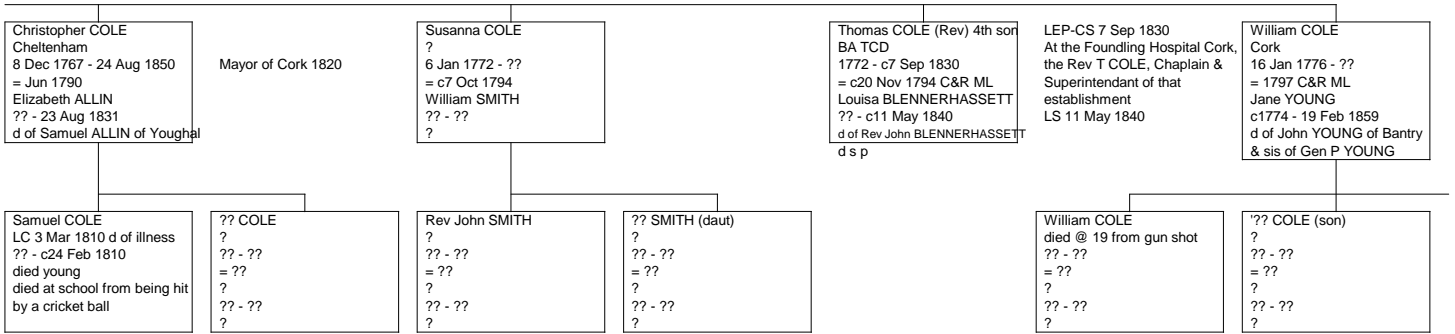 Christopher COLE
Cheltenham
8 Dec 1767 - 24 Aug 1850
= Jun 1790
Elizabeth ALLIN
?? - 23 Aug 1831
d of Samuel ALLIN of Youghal
Mayor of Cork 1820
Susanna COLE
?
6 Jan 1772 - ??
= c7 Oct 1794
William SMITH
?? - ??
?
Thomas COLE (Rev) 4th son
BA TCD
1772 - c7 Sep 1830
= c20 Nov 1794 C&R ML
Louisa BLENNERHASSETT
?? - c11 May 1840
d of Rev John BLENNERHASSETT
d s p
LEP-CS 7 Sep 1830
At the Foundling Hospital Cork,
the Rev T COLE, Chaplain &
Superintendant of that
establishment
LS 11 May 1840
William COLE
Cork
16 Jan 1776 - ??
= 1797 C&R ML
Jane YOUNG
c1774 - 19 Feb 1859
d of John YOUNG of Bantry
& sis of Gen P YOUNG
Samuel COLE
LC 3 Mar 1810 d of illness
?? - c24 Feb 1810
died young
died at school from being hit
by a cricket ball
?? COLE
?
?? - ??
= ??
?
?? - ??
?
Rev John SMITH
?
?? - ??
= ??
?
?? - ??
?
?? SMITH (daut)
?
?? - ??
= ??
?
?? - ??
?
William COLE
died @ 19 from gun shot
?? - ??
= ??
?
?? - ??
?
'?? COLE (son)
?
?? - ??
= ??
?
?? - ??
?